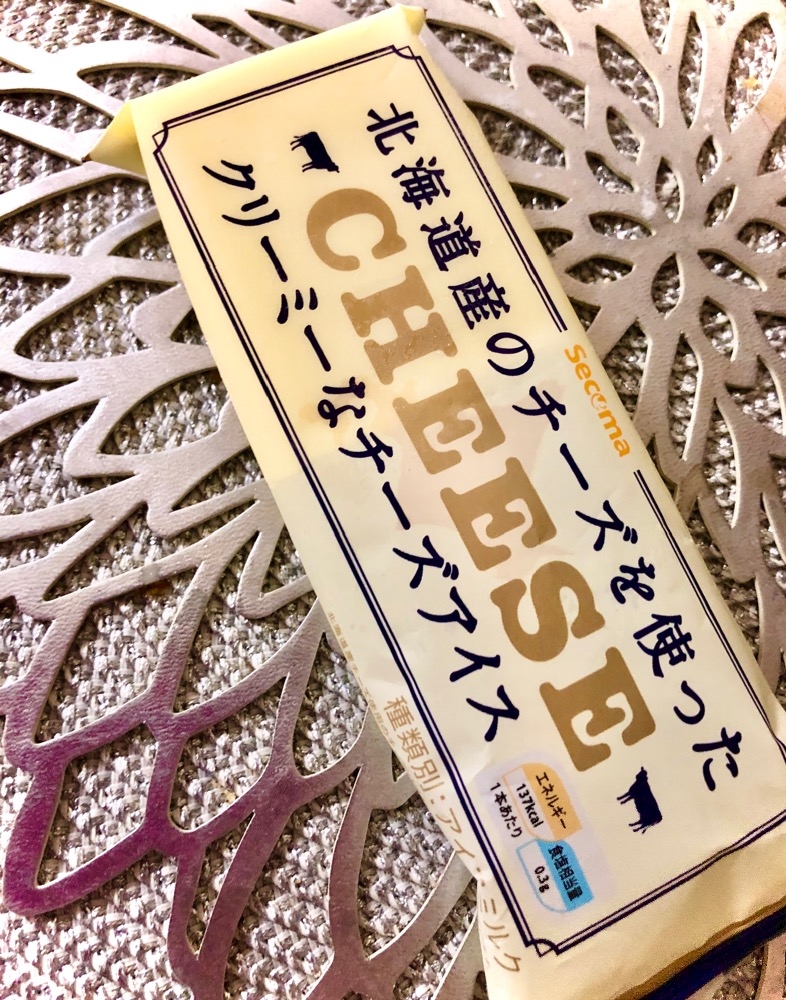 北海道産のチーズを使った
Secoma
CHEESE
クリーミーなチーズアイス
エネルギー
137kcal
1本あたり
食塩相当量
0.3g
種類別:アイスミルク